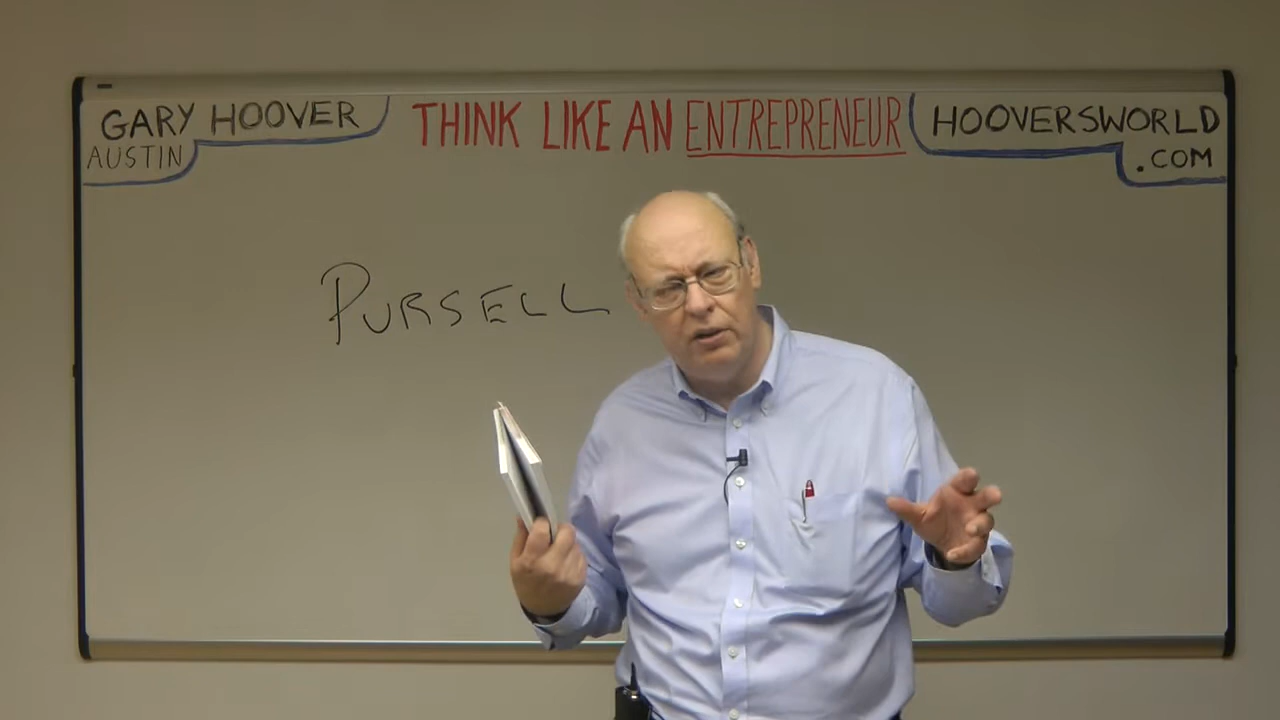 GARY HOOVER
AUSTIN
THINK LIKE AN ENTREPRENEUR
HOOVERSWORLD
.COM
PURSELL